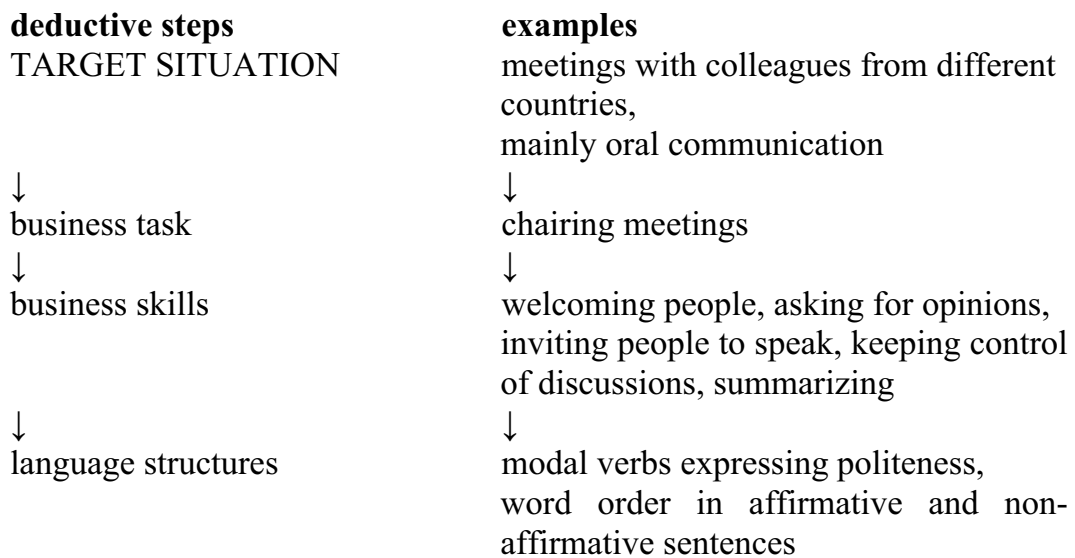 deductive steps examples
TARGET SITUATION meetings with colleagues from different
countries,
mainly oral communication
↓ ↓
business task chairing meetings
↓ ↓
business skills welcoming people, asking for opinions,
inviting people to speak, keeping control
of discussions, summarizing
↓ ↓
language structures modal verbs expressing politeness,
word order in affirmative and non-
affirmative sentences